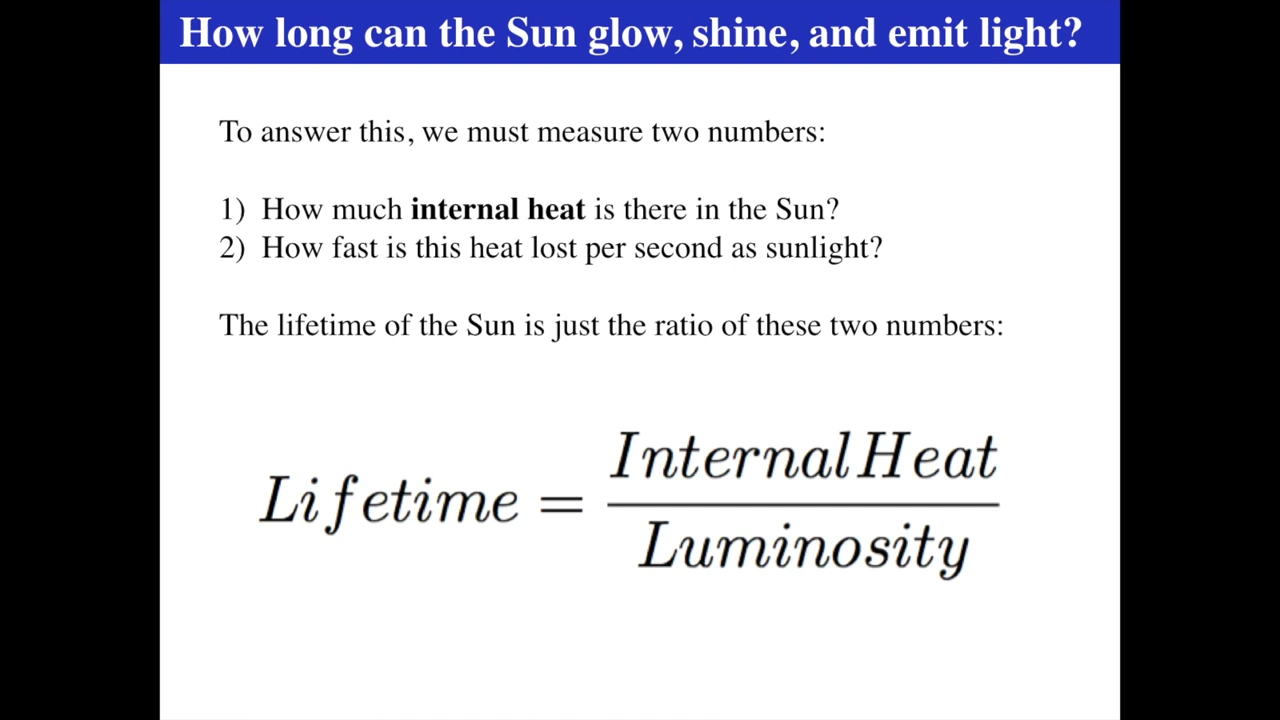 How long can the Sun glow, shine, and emit light?
To answer this, we must measure two numbers:
1) How much internal heat is there in the Sun?
2) How fast is this heat lost per second as sunlight?
The lifetime of the Sun is just the ratio of these two numbers:
Lifetime = InternalHeat / Luminosity